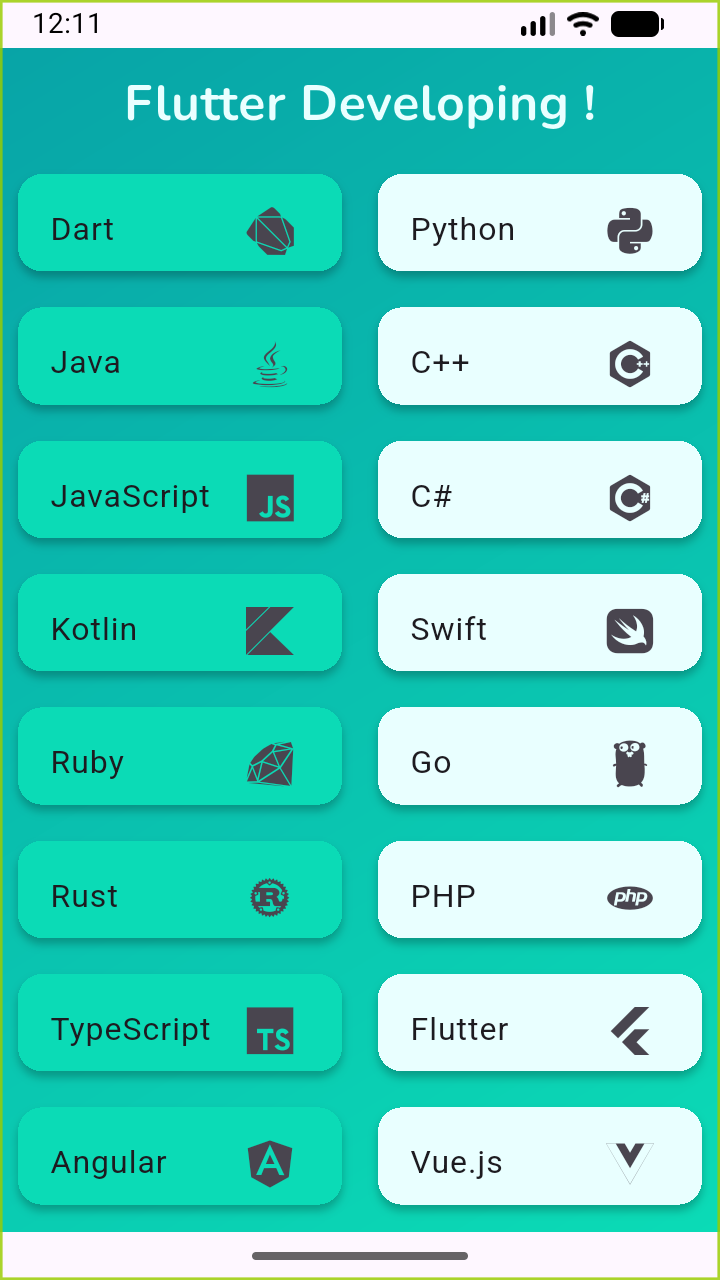 12:11
Flutter Developing !
Dart
Python
Java
C++
C ++
JavaScript
JS
C#
C #
Kotlin
Swift
Ruby
Go
Rust
R
PHP
php
TypeScript
TS
Flutter
Angular
A
Vue.js